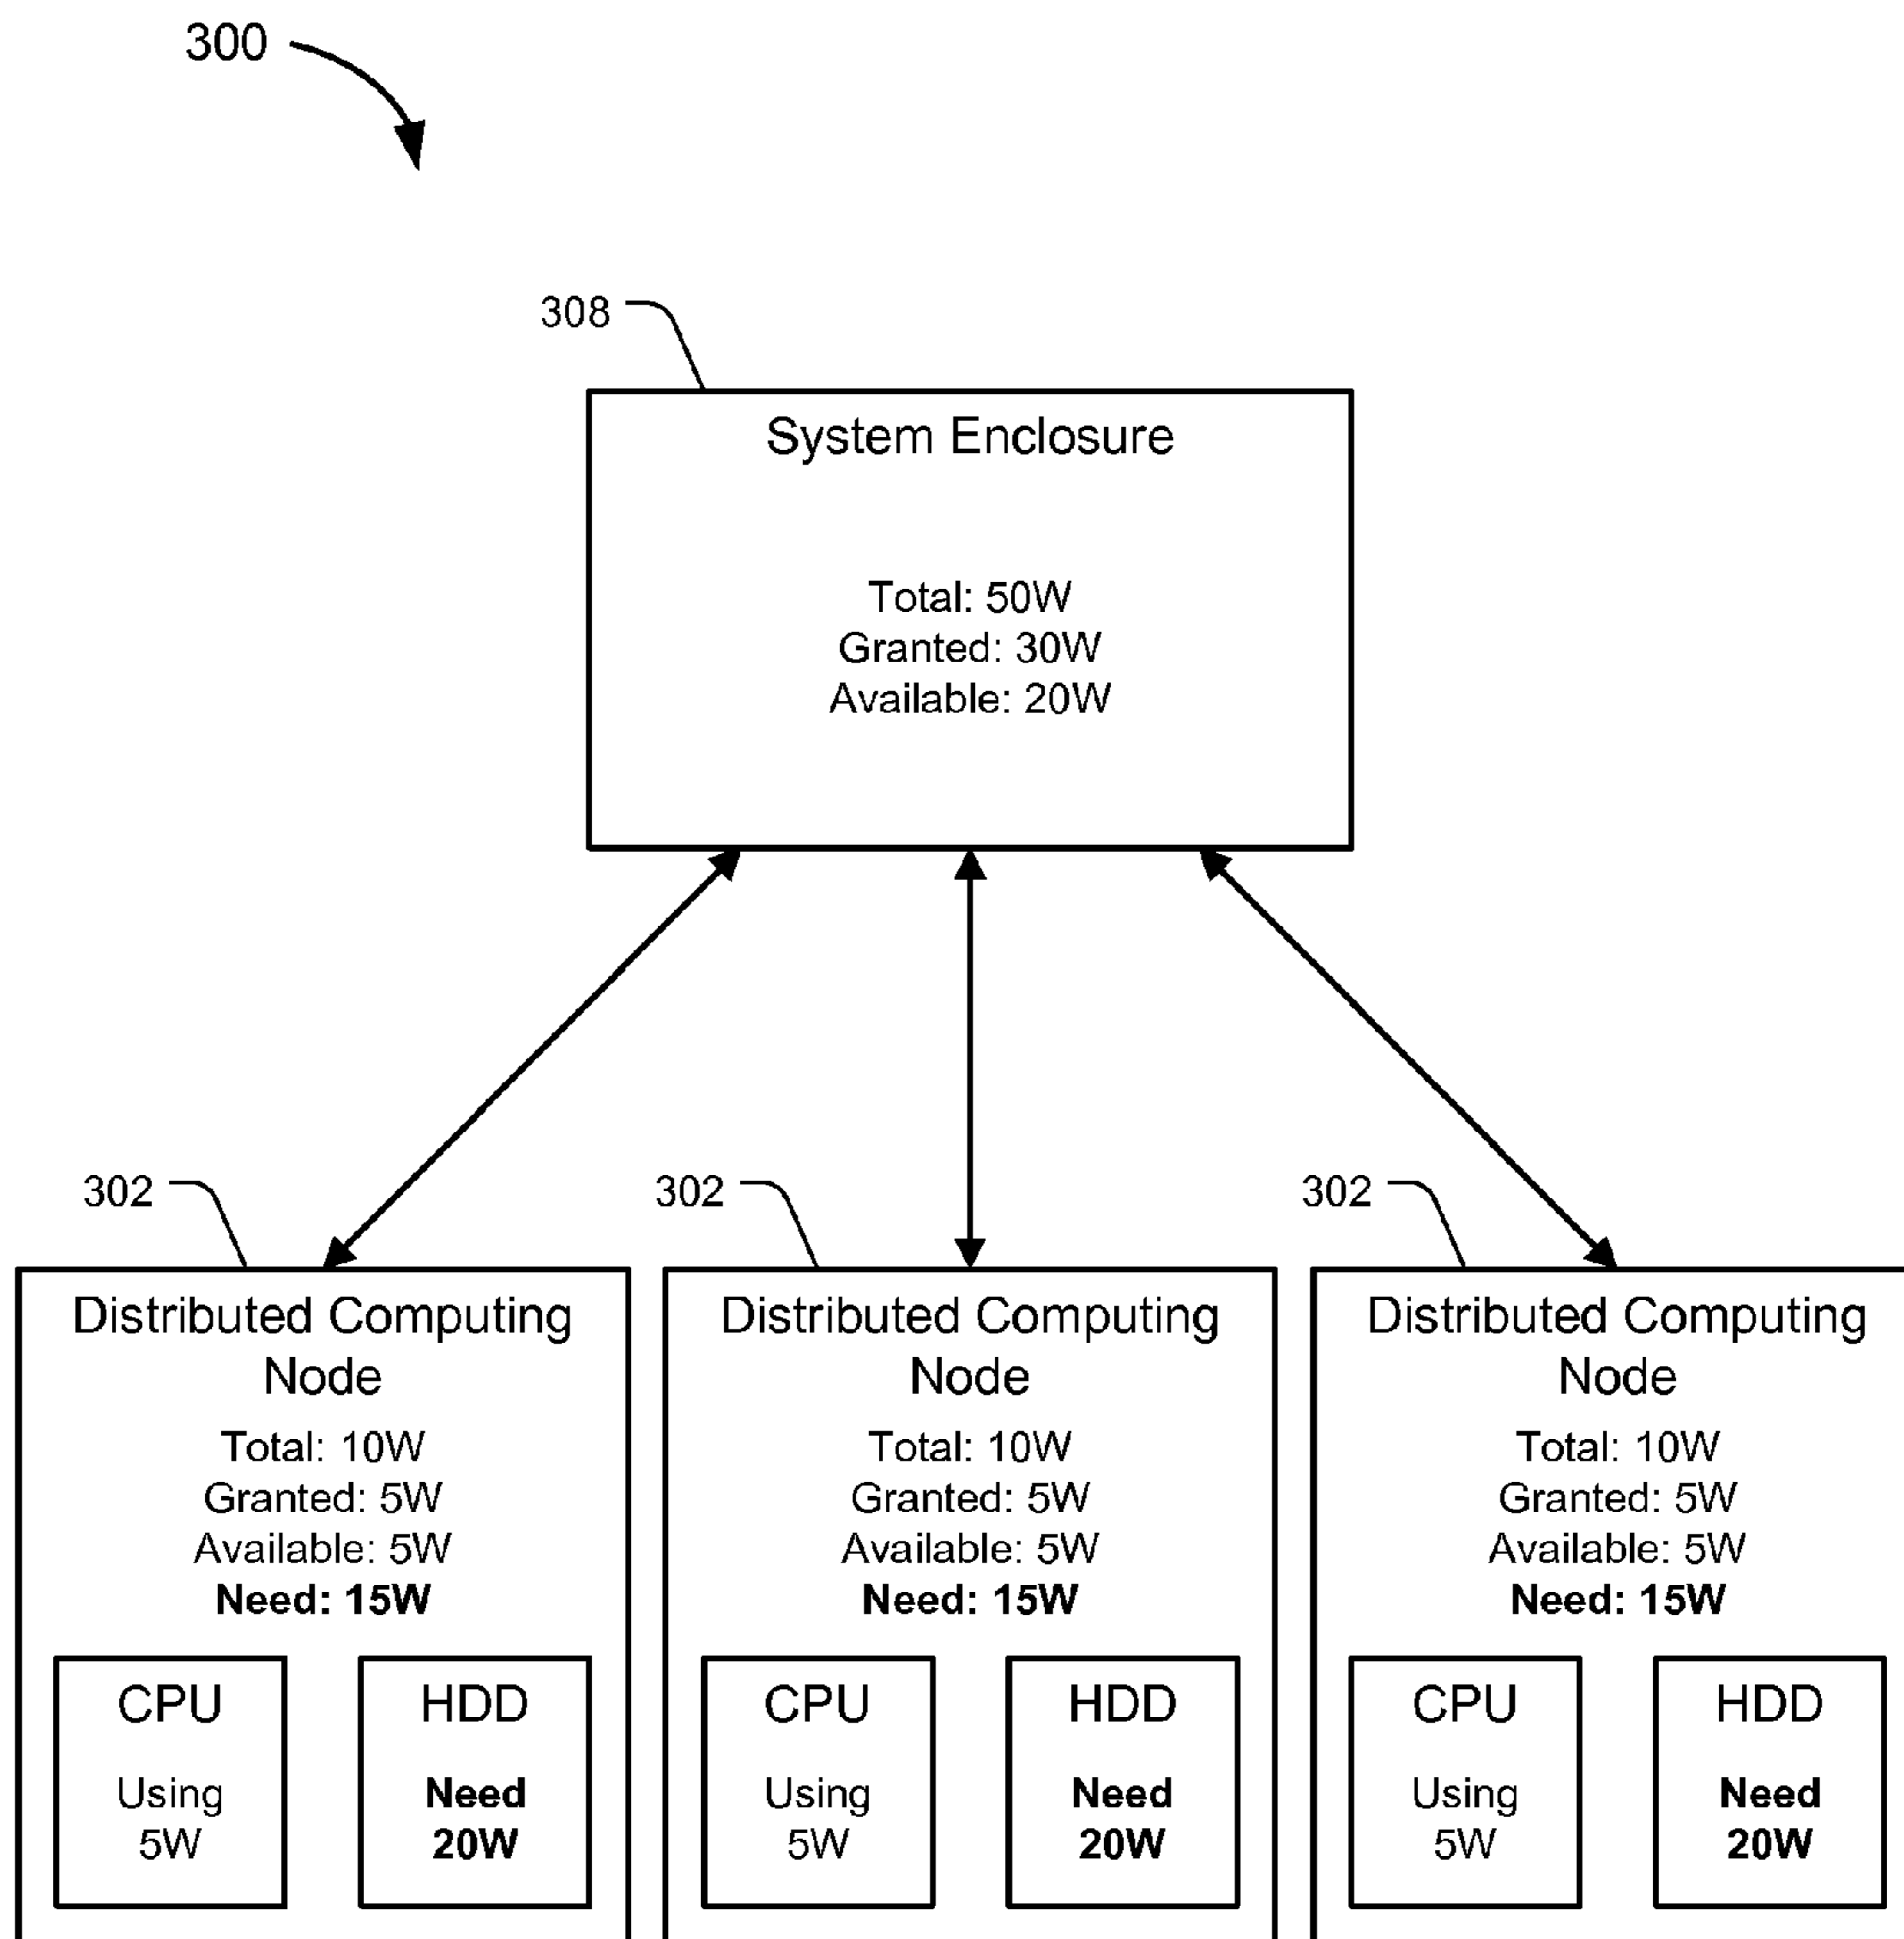 300
308
System Enclosure
Total: 50W
Granted: 30W
Available: 20W
302
302
302
Distributed Computing
Node
Total: 10W
Granted: 5W
Available: 5W
Need: 15W
CPU
Using
5W
HDD
Need
20W
Distributed Computing
Node
Total: 10W
Granted: 5W
Available: 5W
Need: 15W
CPU
Using
5W
HDD
Need
20W
Distributed Computing
Node
Total: 10W
Granted: 5W
Available: 5W
Need: 15W
CPU
Using
5W
HDD
Need
20W